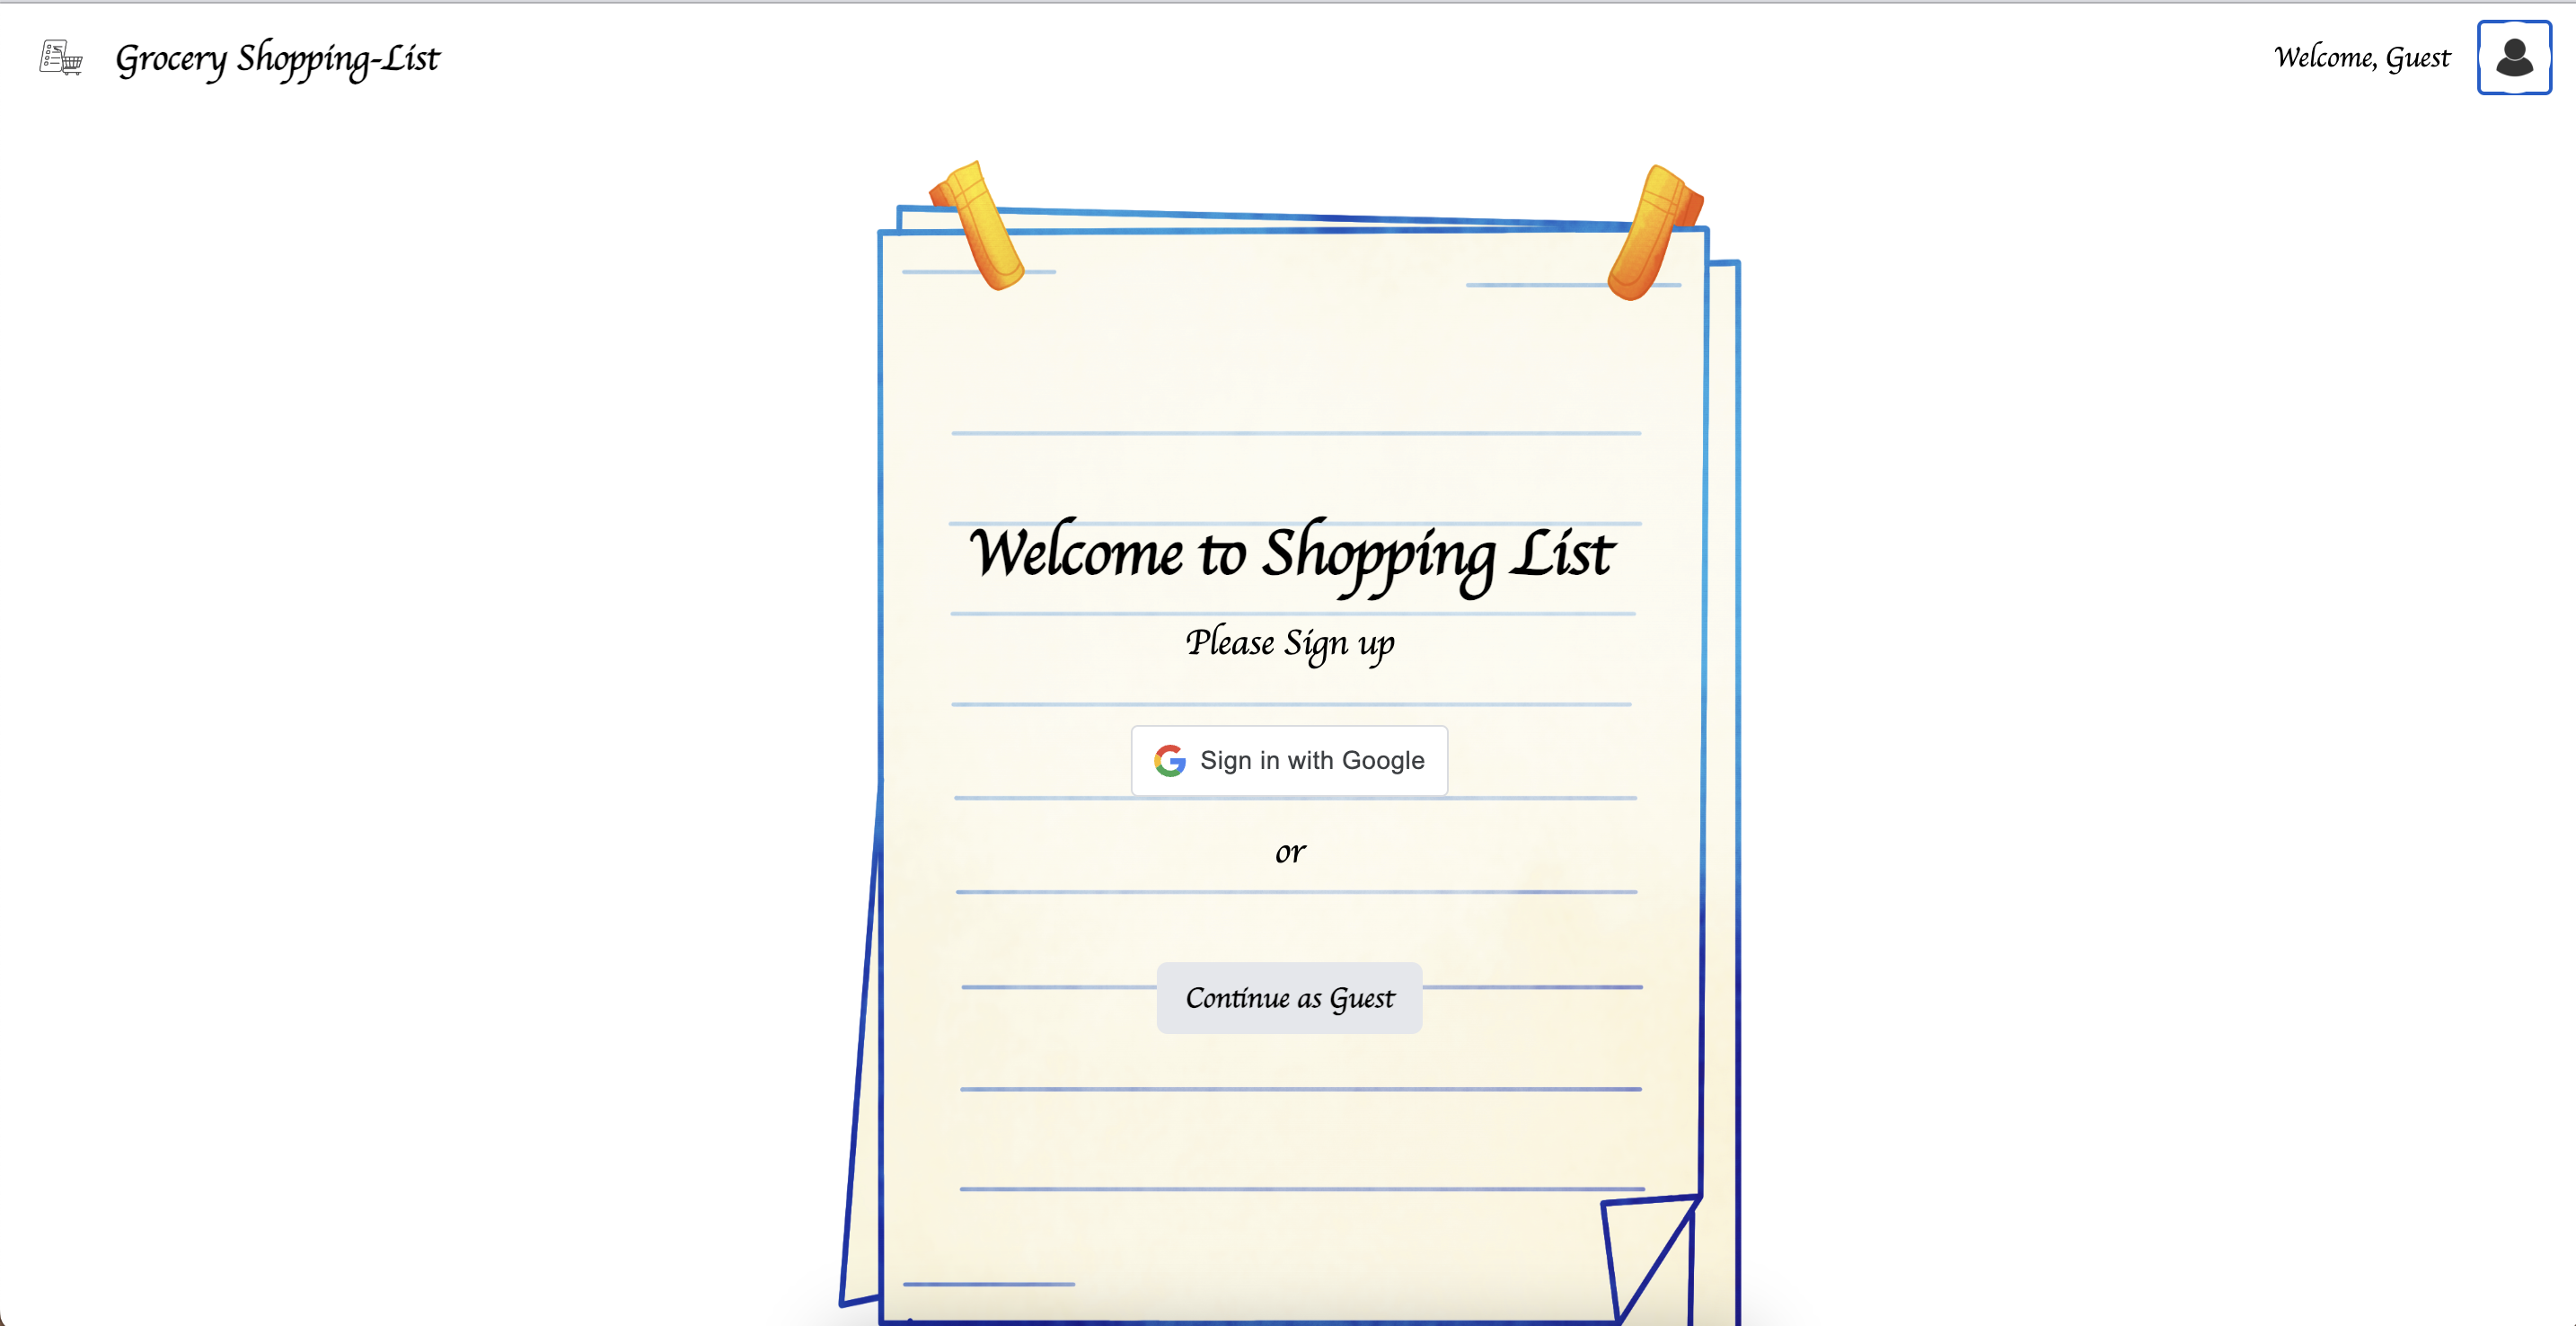 Grocery Shopping-List
Welcome, Guest
Welcome to Shopping List
Please Sign up
Sign in with Google
or
Continue as Guest